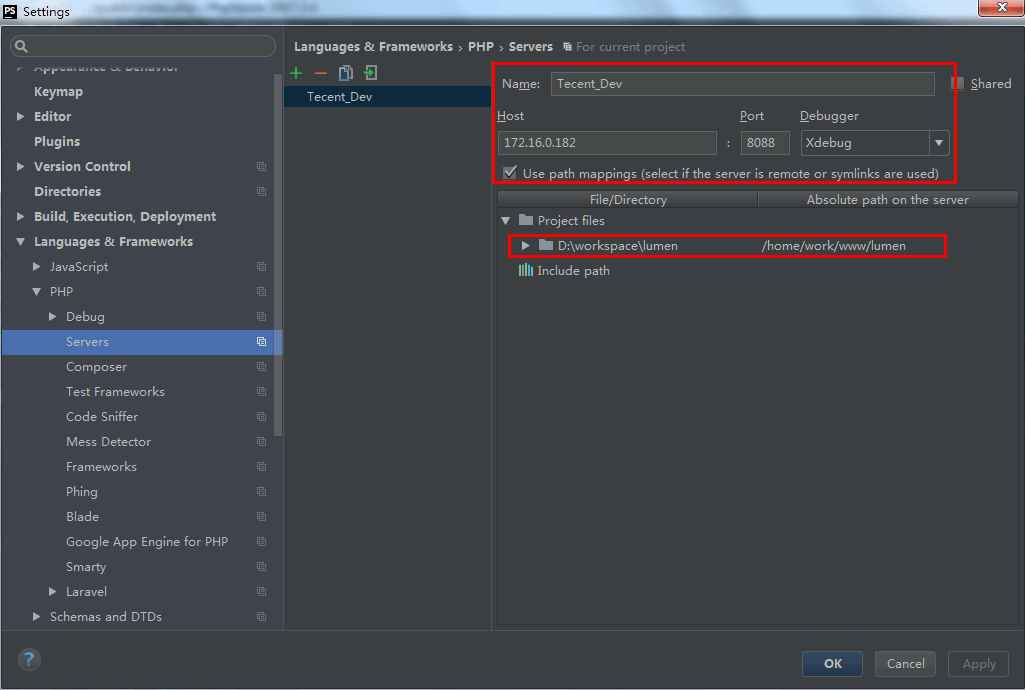 PS Settings
Appearance & Behavior
Keymap
Editor
Plugins
Version Control
Directories
Build, Execution, Deployment
Languages & Frameworks
JavaScript
PHP
Debug
Servers
Composer
Test Frameworks
Code Sniffer
Mess Detector
Frameworks
Phing
Blade
Google App Engine for PHP
Smarty
Laravel
Schemas and DTDs
Languages & Frameworks › PHP › Servers For current project
Tecent_Dev
Name: Tecent_Dev Shared
Host Port Debugger
172.16.0.182 : 8088 Xdebug
Use path mappings (select if the server is remote or symlinks are used)
File/Directory Absolute path on the server
Project files
D:\workspace\lumen /home/work/www/lumen
Include path
? OK Cancel Apply